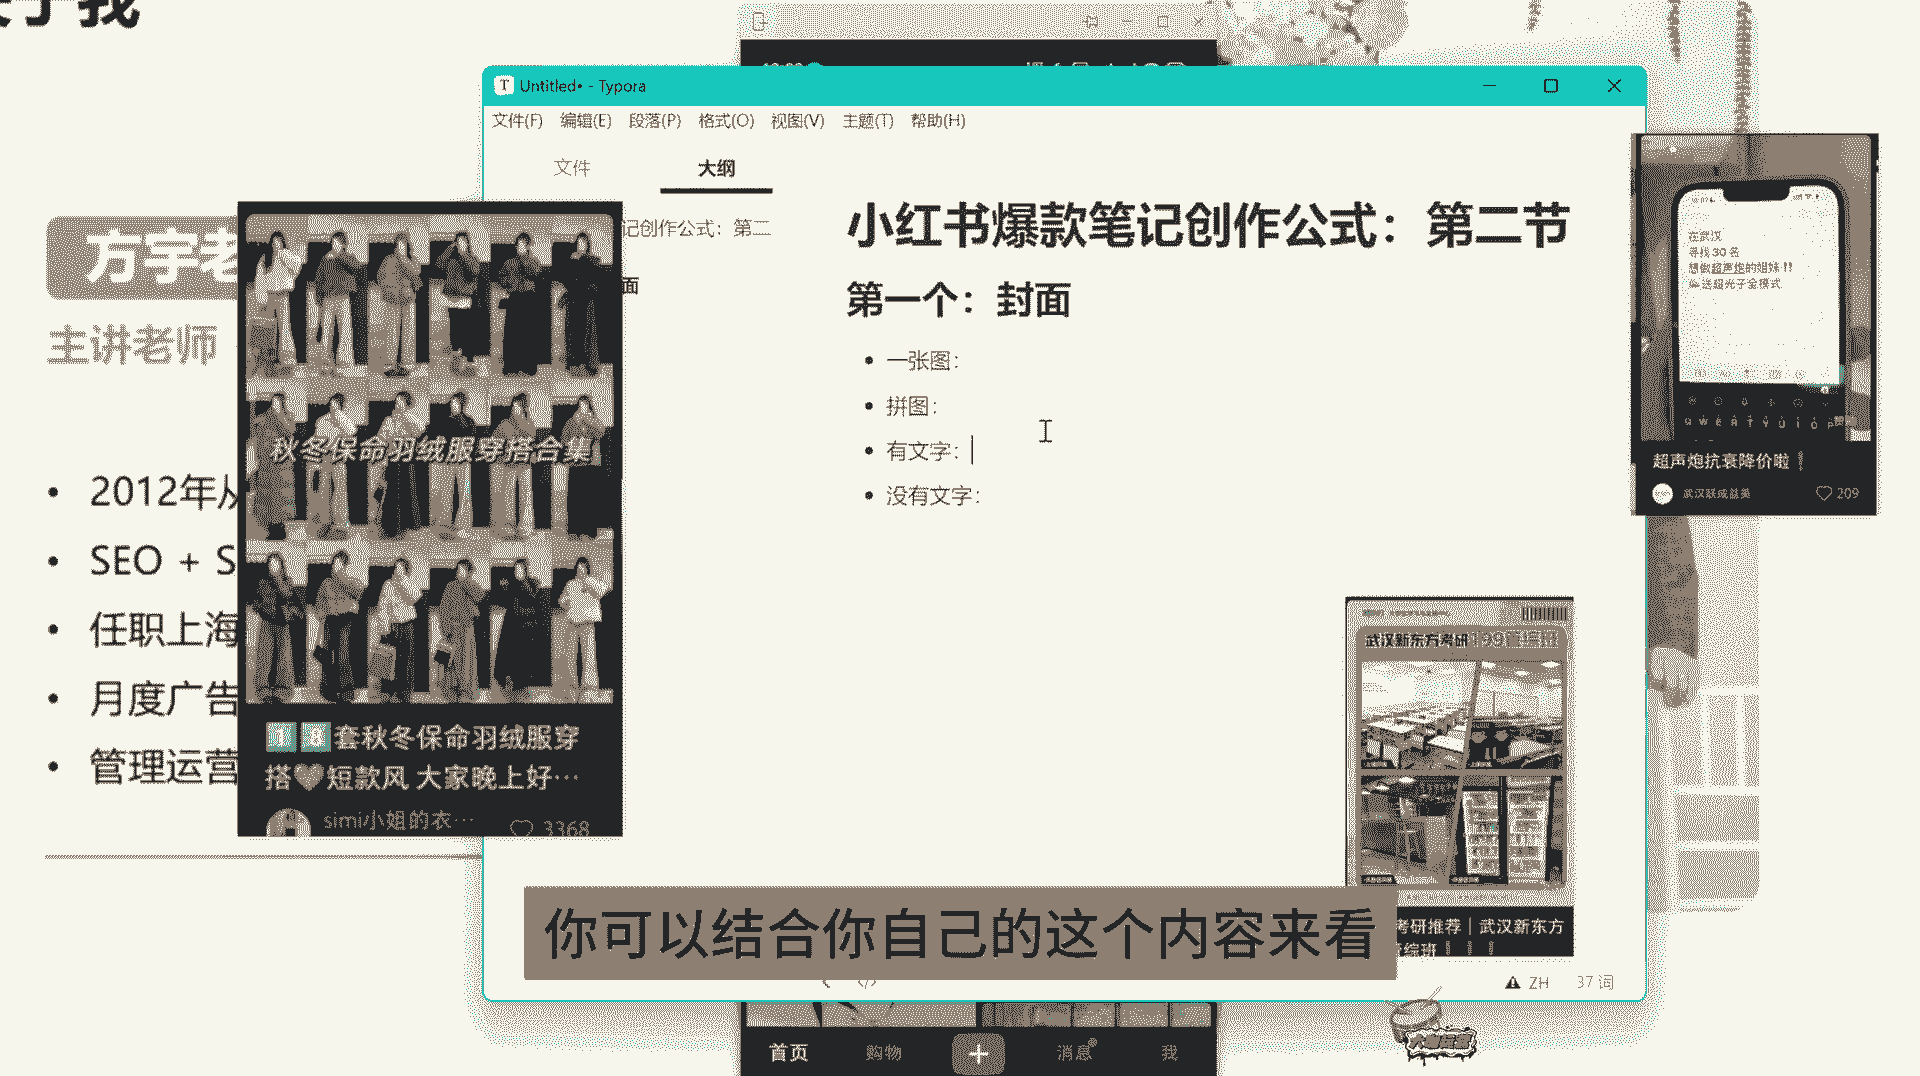 于我
Untitled• - Typora
文件(F) 编辑(E) 段落(P) 格式(O) 视图(V) 主题(T) 帮助(H)
文件 大纲
记创作公式：第二
面
小红书爆款笔记创作公式：第二节
第一个：封面
一张图：
拼图：
有文字：
没有文字：
方宇老
主讲老师
2012年从
SEO + S
任职上海
月度广告
管理运营
秋冬保命羽绒服穿搭合集
18套秋冬保命羽绒服穿
搭🤎短款风 大家晚上好…
simi小姐的衣…
3368
在武汉
寻找30名
想做超声炮的姐妹!!
送超光子全模式
超声炮抗衰降价啦
武汉跃成益美
209
武汉新东方考研199管综班
考研推荐｜武汉新东方
综班
你可以结合你自己的这个内容来看
ZH 37 词
首页 购物 + 消息 我